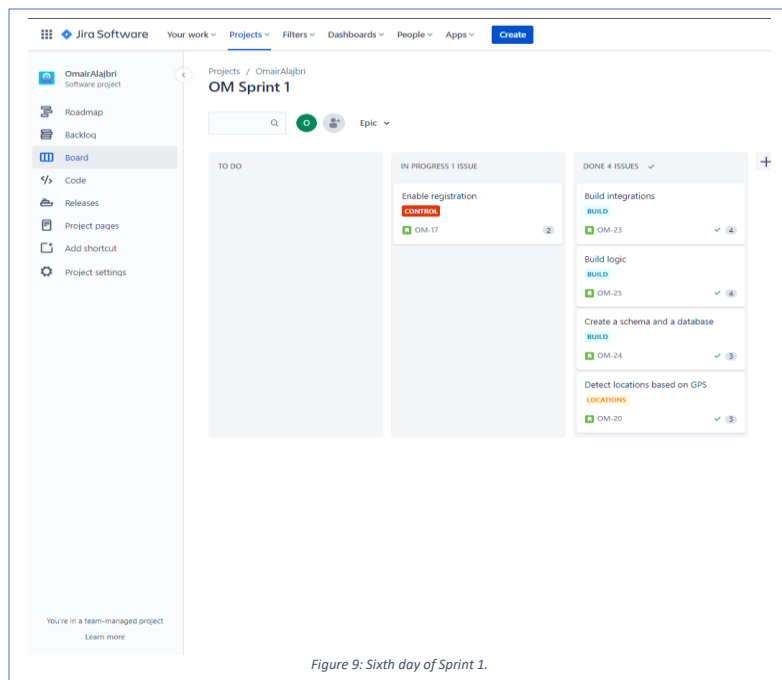 Jira Software Your work Projects Filters Dashboards People Apps Create
OmairAlajbri
Software project
Roadmap
Backlog
Board
Code
Releases
Project pages
Add shortcut
Project settings
You're in a team-managed project
Learn more
Projects / OmairAlajbri
OM Sprint 1
O Epic
TO DO
IN PROGRESS 1 ISSUE
Enable registration
CONTROL
OM-17 2
DONE 4 ISSUES
Build integrations
BUILD
OM-23 4
Build logic
BUILD
OM-25 4
Create a schema and a database
BUILD
OM-24 3
Detect locations based on GPS
LOCATIONS
OM-20 3
Figure 9: Sixth day of Sprint 1.